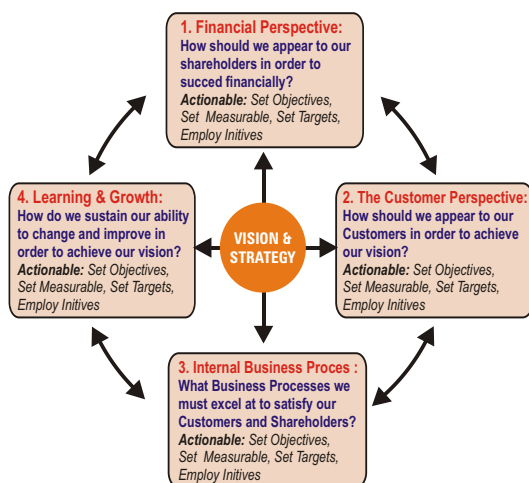 1. Financial Perspective:
How should we appear to our
shareholders in order to
succed financially?
Actionable: Set Objectives,
Set Measurable, Set Targets,
Employ Initives
4. Learning & Growth:
How do we sustain our ability
to change and improve in
order to achieve our vision?
Actionable: Set Objectives,
Set Measurable, Set Targets,
Employ Initives
VISION &
STRATEGY
2. The Customer Perspective:
How should we appear to our
Customers in order to achieve
our vision?
Actionable: Set Objectives,
Set Measurable, Set Targets,
Employ Initives
3. Internal Business Proces :
What Business Processes we
must excel at to satisfy our
Customers and Shareholders?
Actionable: Set Objectives,
Set Measurable, Set Targets,
Employ Initives